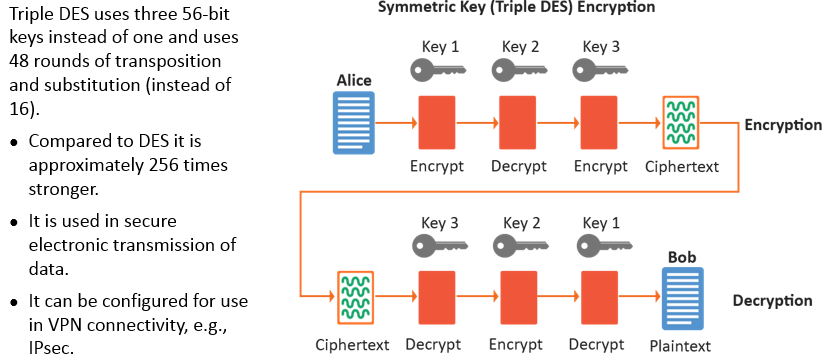 Triple DES uses three 56-bit
keys instead of one and uses
48 rounds of transposition
and substitution (instead of
16).
• Compared to DES it is
approximately 256 times
stronger.
• It is used in secure
electronic transmission of
data.
• It can be configured for use
in VPN connectivity, e.g.,
IPsec.
Symmetric Key (Triple DES) Encryption
Key 1 Key 2 Key 3
Alice
Encryption
Encrypt Decrypt Encrypt Ciphertext
Key 3 Key 2 Key 1
Bob
Decryption
Ciphertext Decrypt Encrypt Decrypt Plaintext